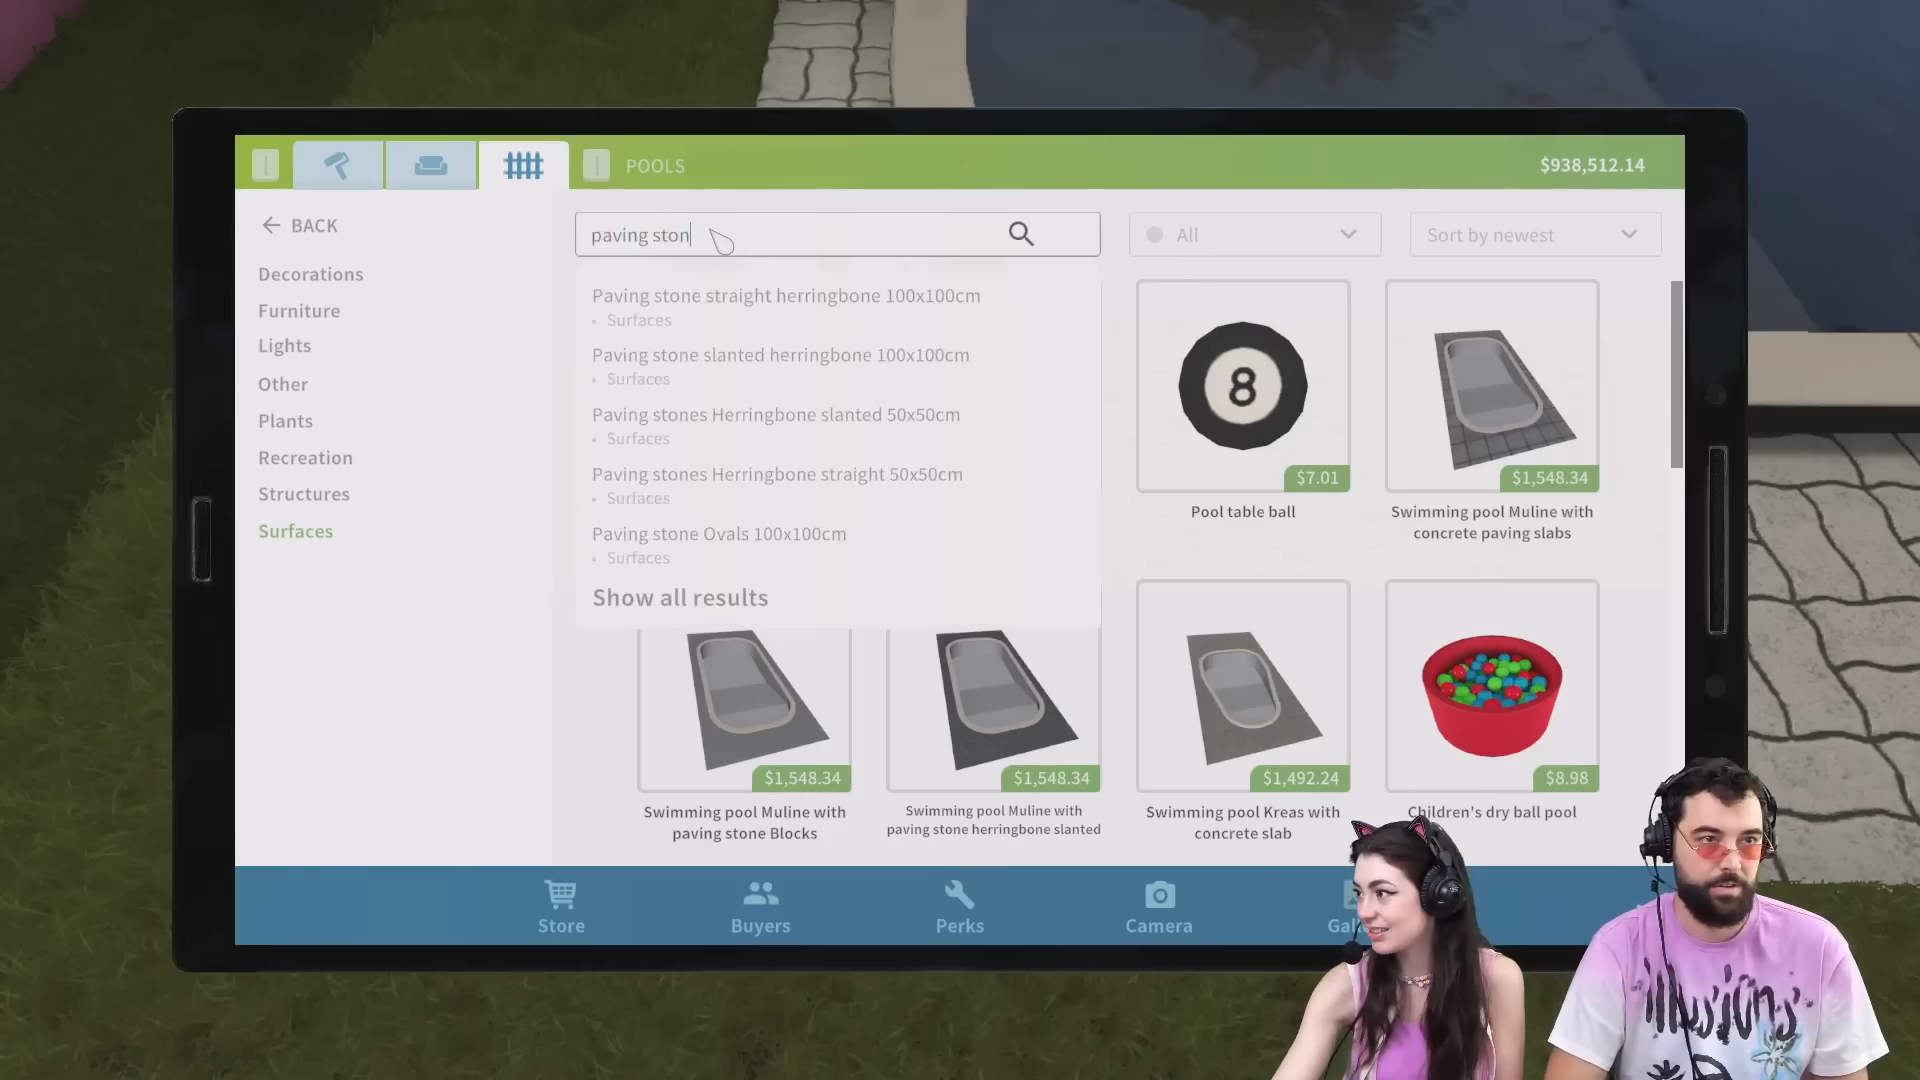 POOLS
$938,512.14
BACK
paving ston
All
Sort by newest
Decorations
Furniture
Lights
Other
Plants
Recreation
Structures
Surfaces
Paving stone straight herringbone 100x100cm
• Surfaces
Paving stone slanted herringbone 100x100cm
• Surfaces
Paving stones Herringbone slanted 50x50cm
• Surfaces
Paving stones Herringbone straight 50x50cm
• Surfaces
Paving stone Ovals 100x100cm
• Surfaces
Show all results
8
$7.01
Pool table ball
$1,548.34
Swimming pool Muline with
concrete paving slabs
$1,548.34
Swimming pool Muline with
paving stone Blocks
$1,548.34
Swimming pool Muline with
paving stone herringbone slanted
$1,492.24
Swimming pool Kreas with
concrete slab
$8.98
Children's dry ball pool
Store
Buyers
Perks
Camera
Gal
illusions